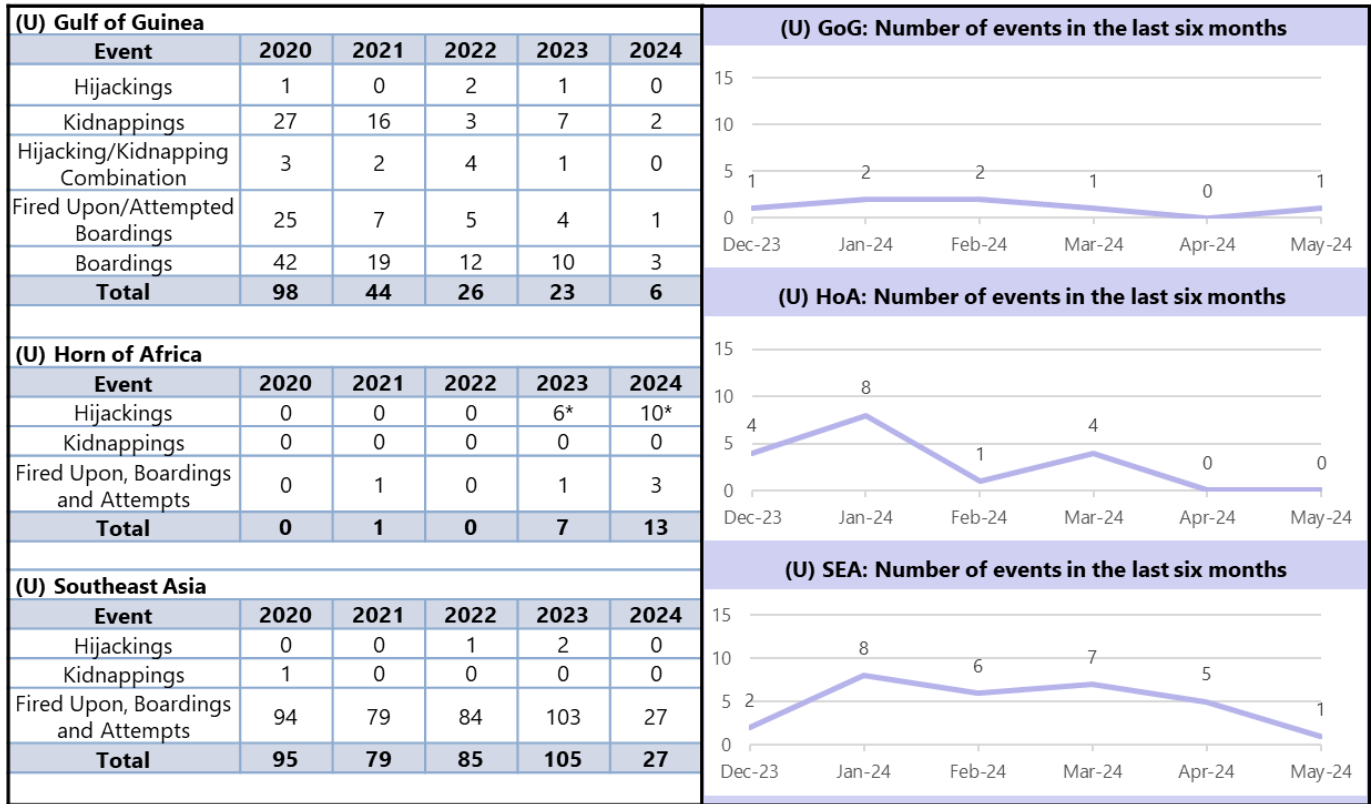 (U) Gulf of Guinea
Event 2020 2021 2022 2023 2024
Hijackings 1 0 2 1 0
Kidnappings 27 16 3 7 2
Hijacking/Kidnapping
Combination 3 2 4 1 0
Fired Upon/Attempted
Boardings 25 7 5 4 1
Boardings 42 19 12 10 3
Total 98 44 26 23 6
(U) Horn of Africa
Event 2020 2021 2022 2023 2024
Hijackings 0 0 0 6* 10*
Kidnappings 0 0 0 0 0
Fired Upon, Boardings
and Attempts 0 1 0 1 3
Total 0 1 0 7 13
(U) Southeast Asia
Event 2020 2021 2022 2023 2024
Hijackings 0 0 1 2 0
Kidnappings 1 0 0 0 0
Fired Upon, Boardings
and Attempts 94 79 84 103 27
Total 95 79 85 105 27
(U) GoG: Number of events in the last six months
15
10
5
0
1 2 2 1 0 1
Dec-23 Jan-24 Feb-24 Mar-24 Apr-24 May-24
(U) HoA: Number of events in the last six months
15
10
5
0
4 8 1 4 0 0
Dec-23 Jan-24 Feb-24 Mar-24 Apr-24 May-24
(U) SEA: Number of events in the last six months
15
10
5
0
2 8 6 7 5 1
Dec-23 Jan-24 Feb-24 Mar-24 Apr-24 May-24